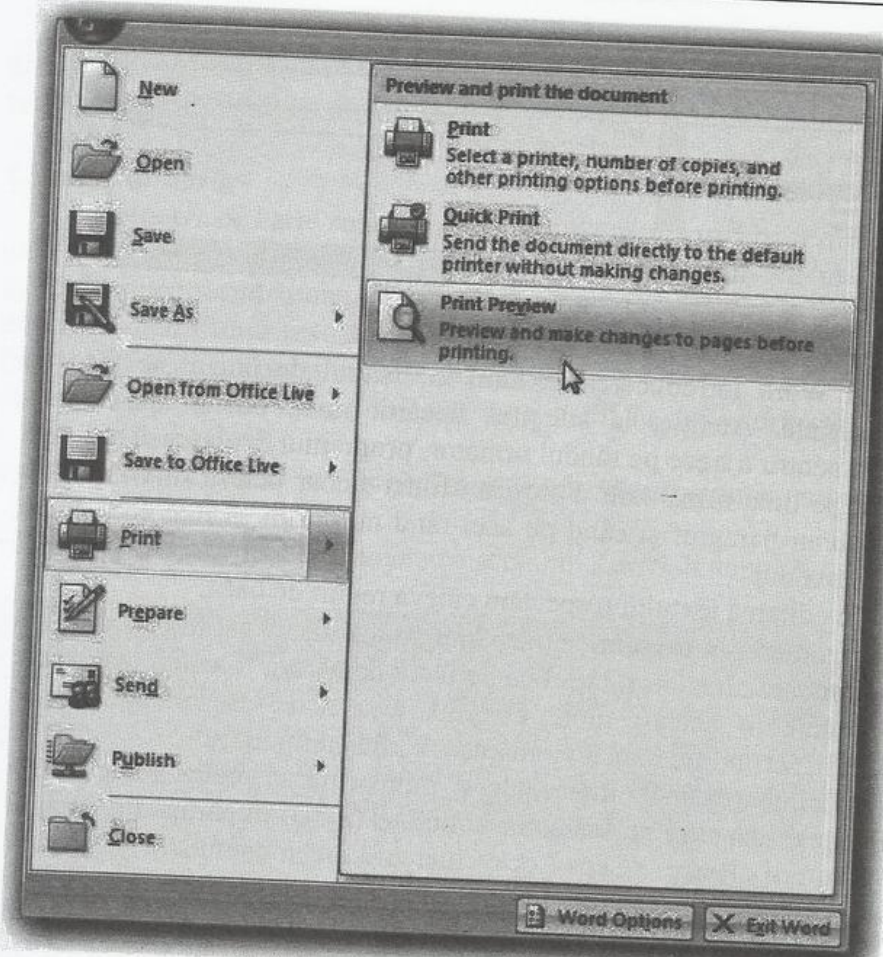 New
Open
Save
Save As
Open from Office Live
Save to Office Live
Print
Prepare
Send
Publish
Close
Preview and print the document
Print
Select a printer, number of copies, and
other printing options before printing.
Quick Print
Send the document directly to the default
printer without making changes.
Print Preview
Preview and make changes to pages before
printing.
Word Options
Exit Word